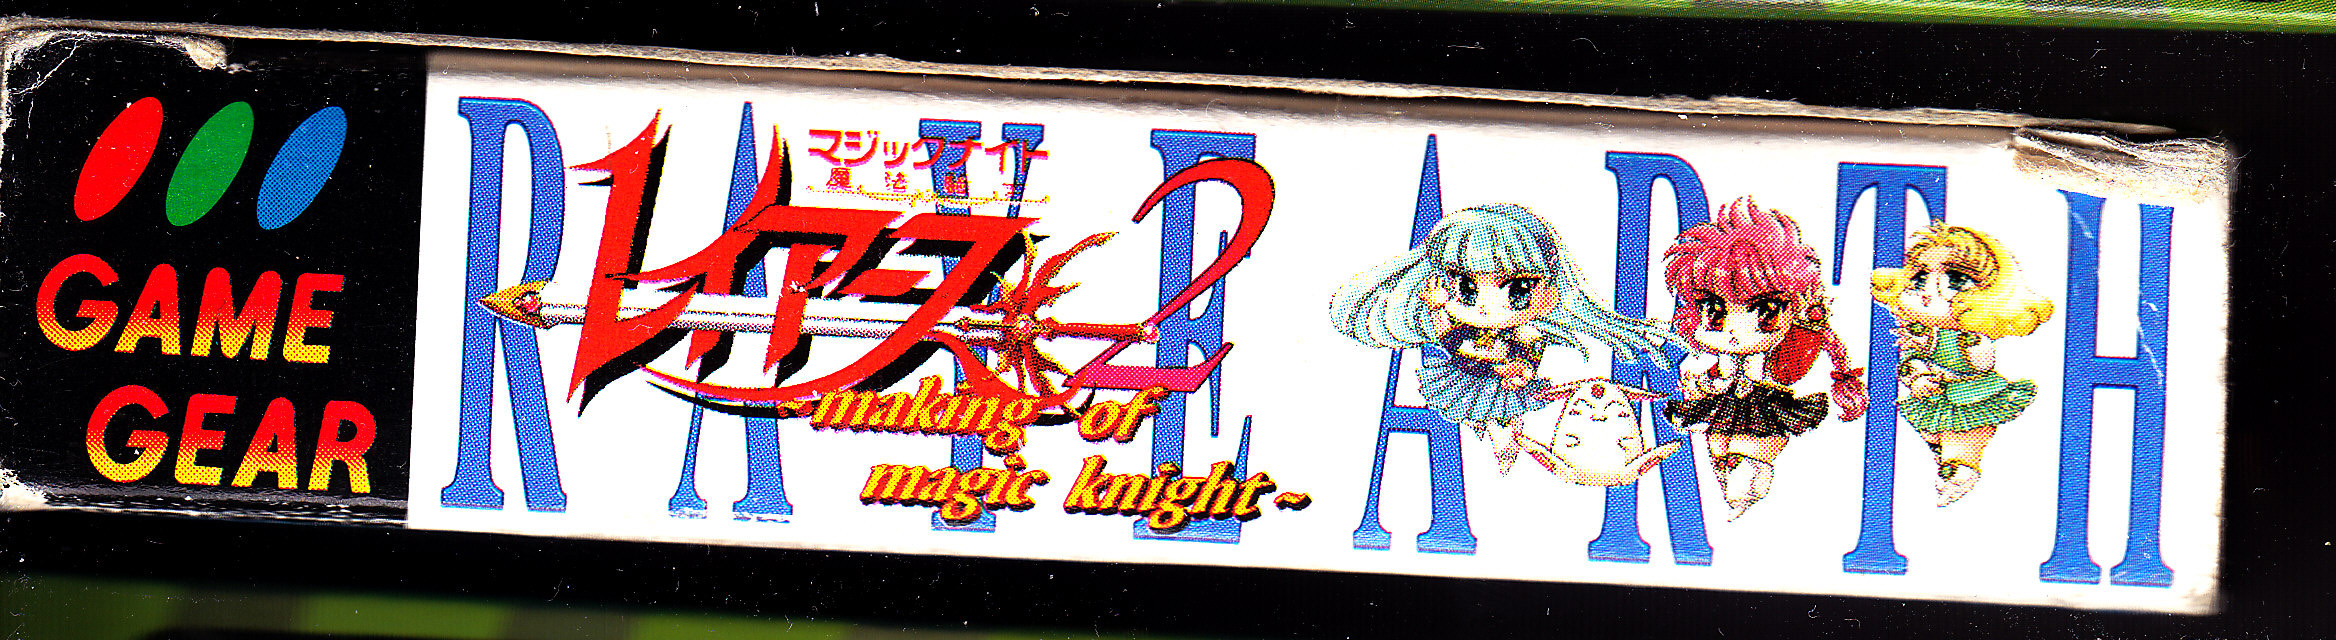 GAME
GEAR
RAYEARTH
マジックナイト
魔法騎士
レイアース2
~making of
magic knight~